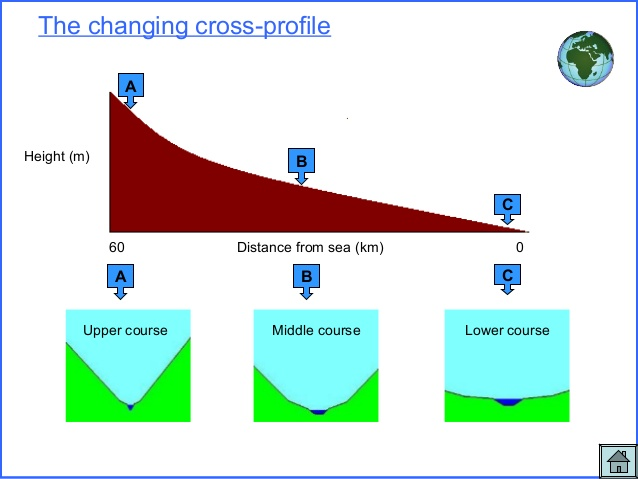 The changing cross-profile
A
Height (m)
B
C
60 Distance from sea (km) 0
A B C
Upper course Middle course Lower course